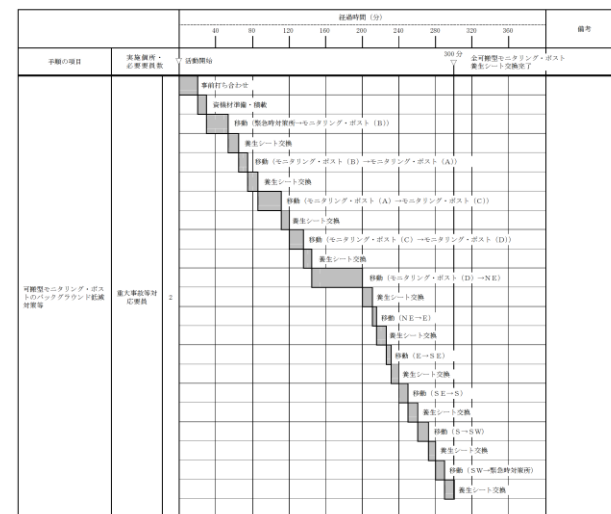 経過時間（分）
備考
40 80 120 160 200 240 280 320 360
手順の項目
実施箇所・
必要要員数
▽ 活動開始
300 分
▽
全可搬型モニタリング・ポスト
養生シート交換完了
可搬型モニタリング・ポス
トのバックグラウンド低減
対策等
重大事故等対
応要員
2
事前打ち合わせ
資機材準備・積載
移動（緊急時対策所→モニタリング・ポスト（B））
養生シート交換
移動（モニタリング・ポスト（B）→モニタリング・ポスト（A））
養生シート交換
移動（モニタリング・ポスト（A）→モニタリング・ポスト（C））
養生シート交換
移動（モニタリング・ポスト（C）→モニタリング・ポスト（D））
養生シート交換
移動（モニタリング・ポスト（D）→NE）
養生シート交換
移動（NE→E）
養生シート交換
移動（E→SE）
養生シート交換
移動（SE→S）
養生シート交換
移動（S→SW）
養生シート交換
移動（SW→緊急時対策所）
養生シート交換